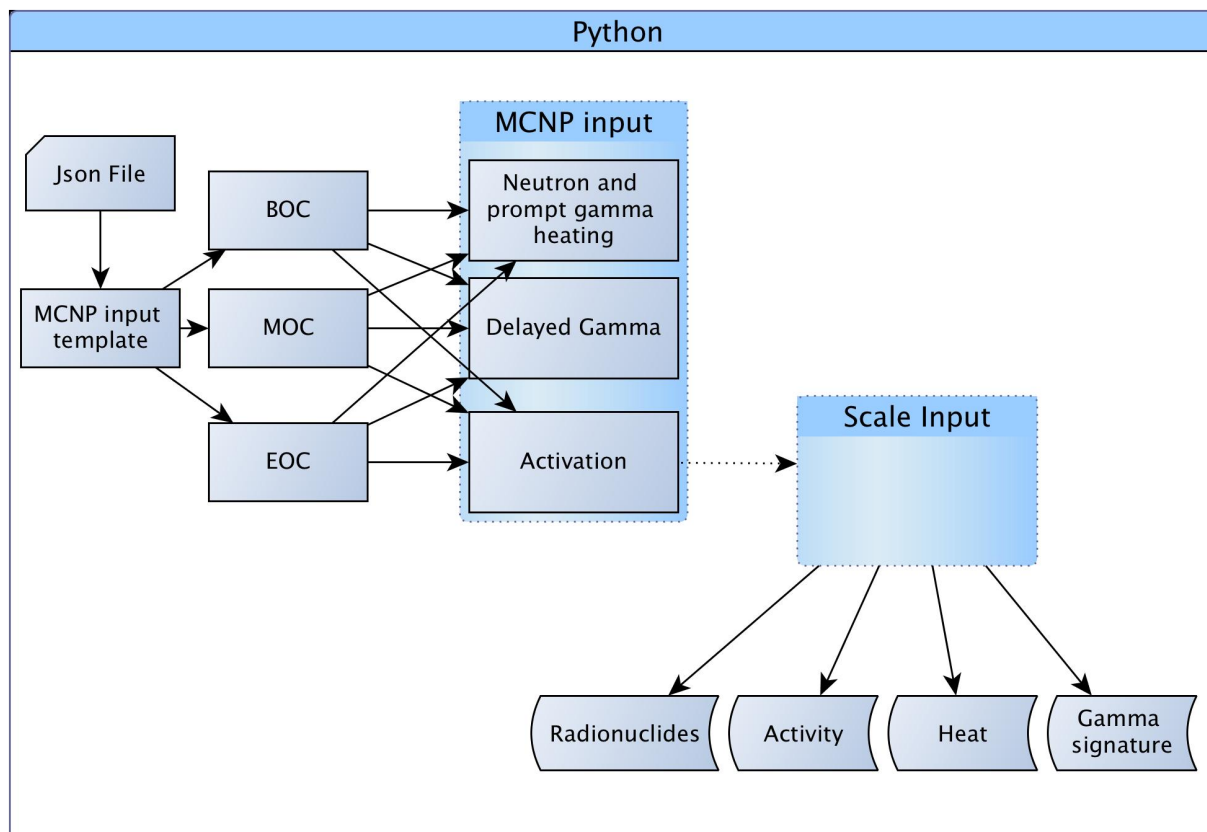 Python
Json File
MCNP input
template
BOC
MOC
EOC
MCNP input
Neutron and
prompt gamma
heating
Delayed Gamma
Activation
Scale Input
Radionuclides
Activity
Heat
Gamma
signature